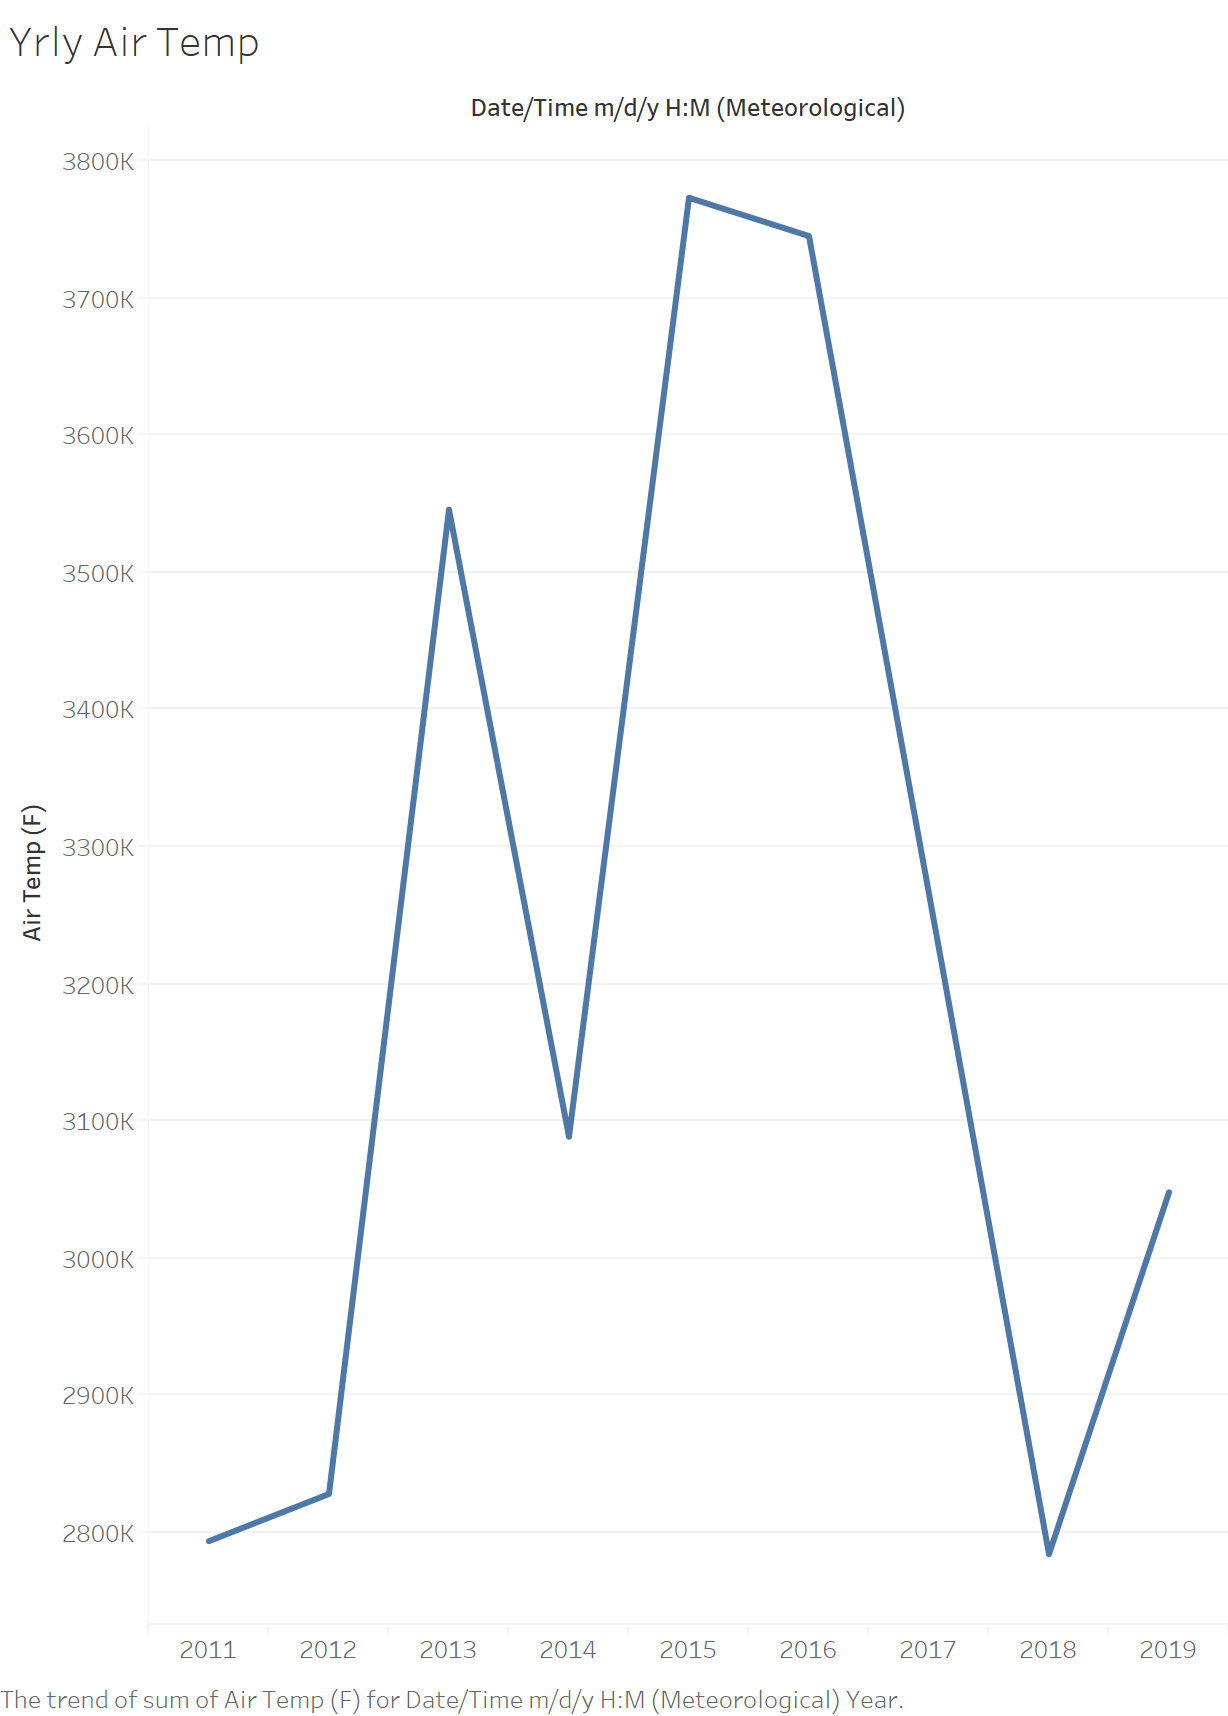 Yrly Air Temp
Date/Time m/d/y H:M (Meteorological)
3800K
3700K
3600K
3500K
3400K
3300K
3200K
3100K
3000K
2900K
2800K
Air Temp (F)
2011 2012 2013 2014 2015 2016 2017 2018 2019
The trend of sum of Air Temp (F) for Date/Time m/d/y H:M (Meteorological) Year.